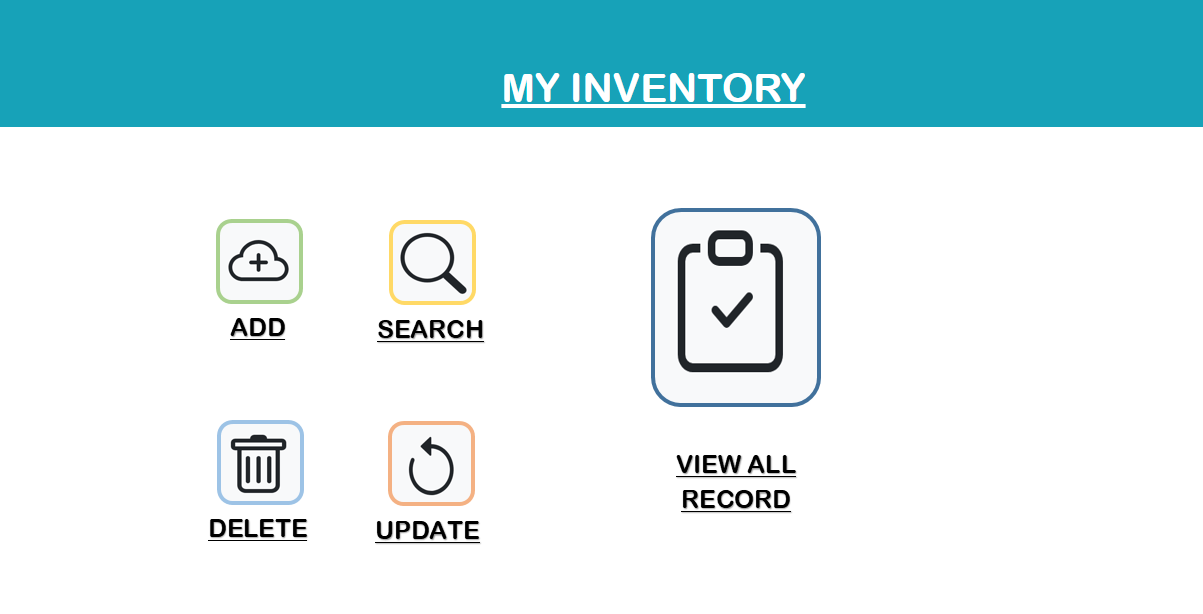 MY INVENTORY
ADD
SEARCH
DELETE
UPDATE
VIEW ALL
RECORD